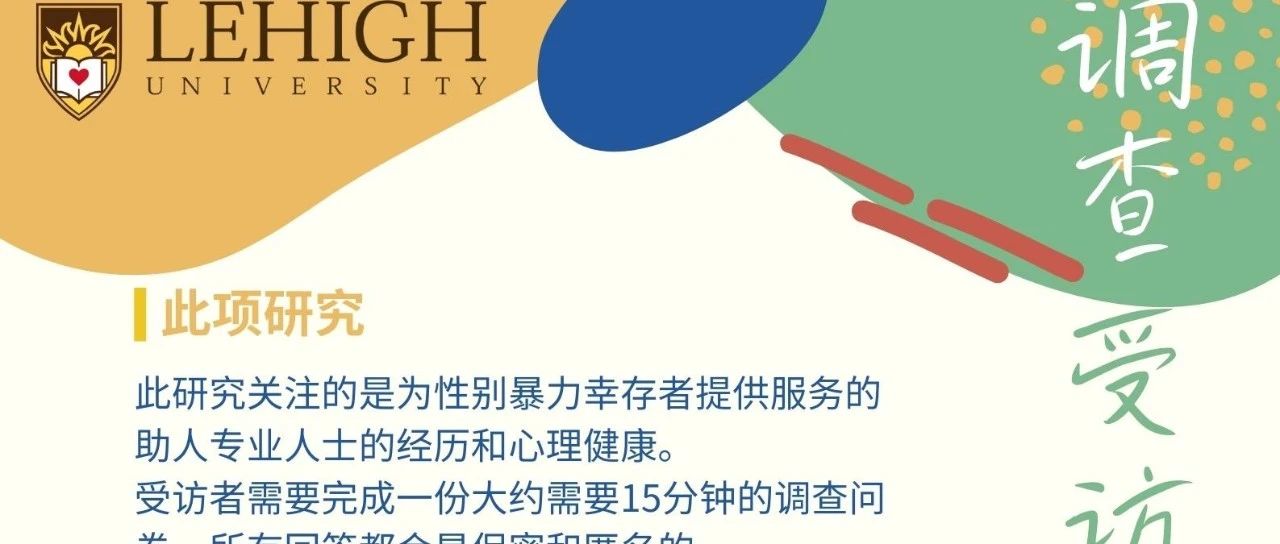 LEHIGH
UNIVERSITY
此项研究
此研究关注的是为性别暴力幸存者提供服务的
助人专业人士的经历和心理健康。
受访者需要完成一份大约需要15分钟的调查问
卷。所有回答都会是保密和匿名的
调查受访